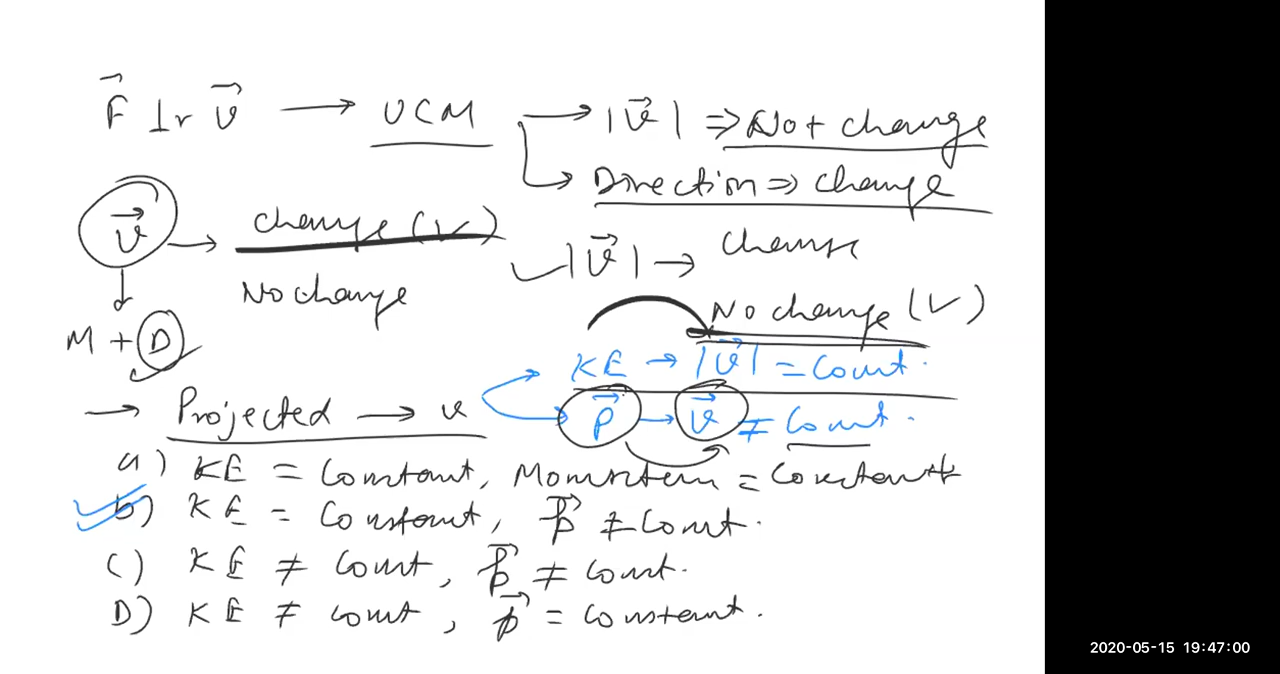 F⃗ ⊥r v⃗ → UCM → |v⃗| ⇒ Not change
→ Direction ⇒ change
v⃗ → change (✓)
No change
|v⃗| → change
No change (✓)
M + D
KE → |v⃗| = Const.
p⃗ → v⃗ ≠ Const.
→ Projected → v
a) KE = Constant, Momentum = Constant
b) KE = Constant, p⃗ ≠ Const.
C) KE ≠ Const, p⃗ ≠ Const.
D) KE ≠ Const, p⃗ = Constant.
2020-05-15 19:47:00